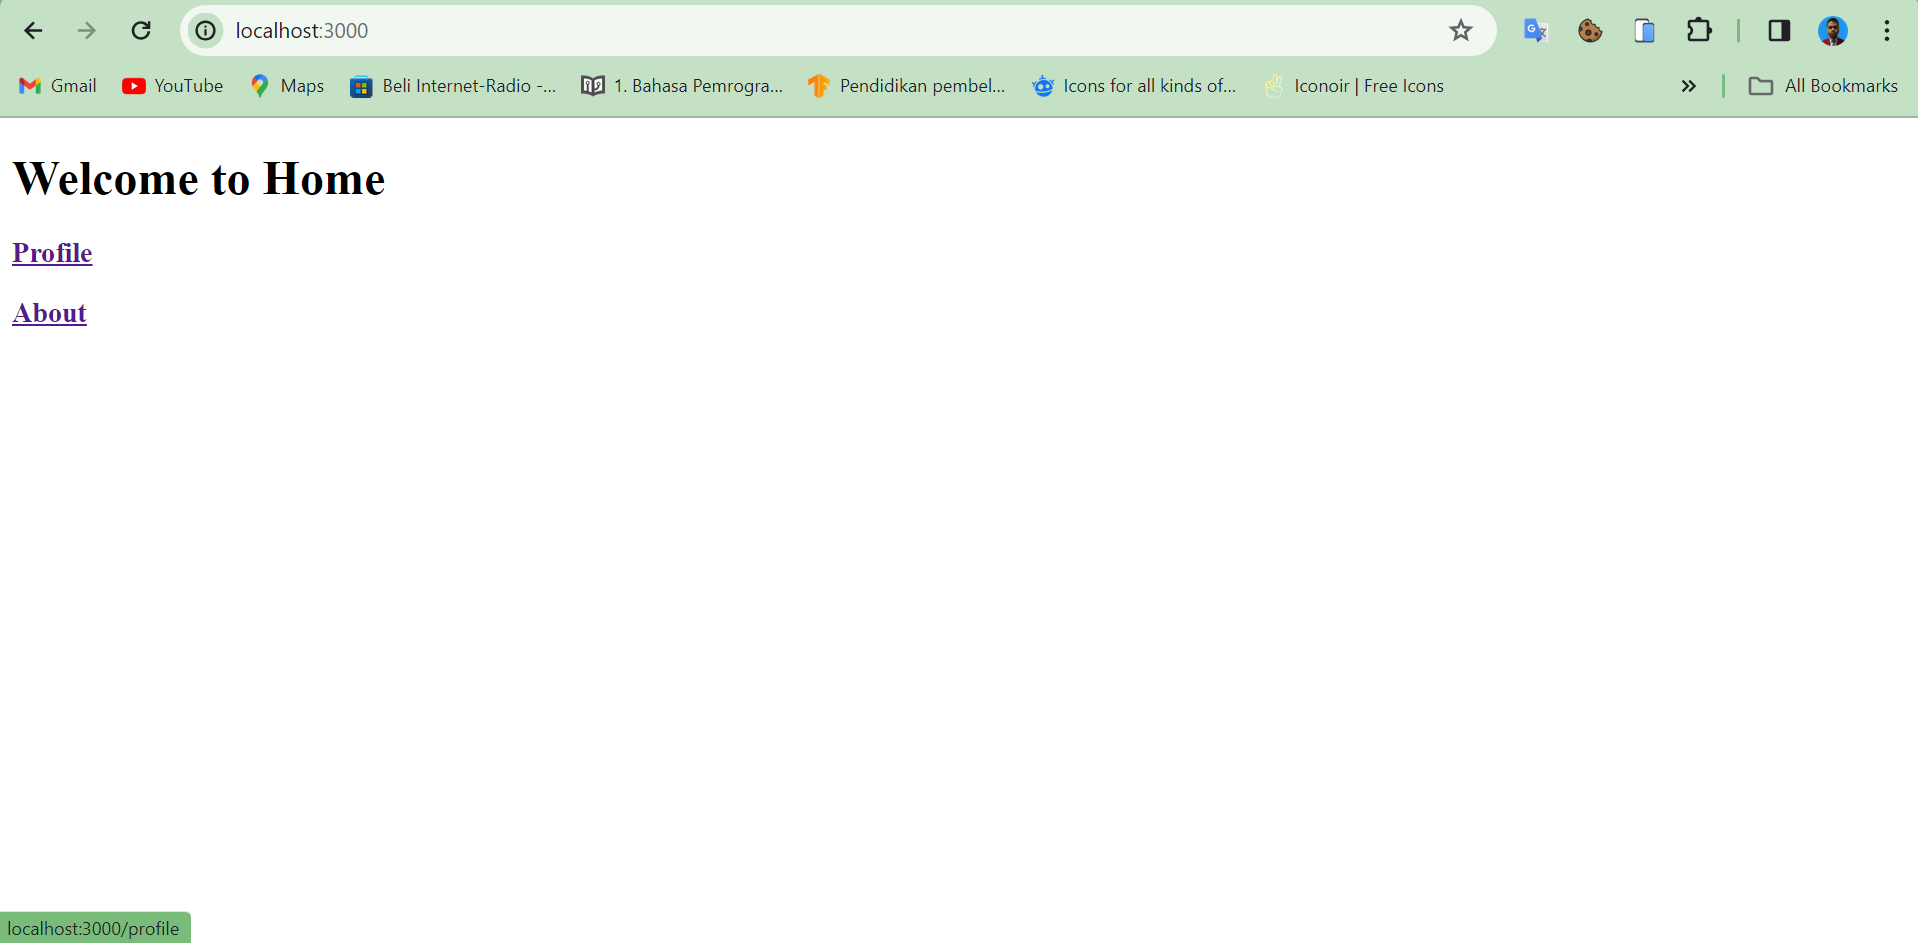 localhost:3000
Gmail YouTube Maps Beli Internet-Radio -... 1. Bahasa Pemrogra... Pendidikan pembel... Icons for all kinds of... Iconoir | Free Icons » All Bookmarks
Welcome to Home
Profile
About
localhost:3000/profile